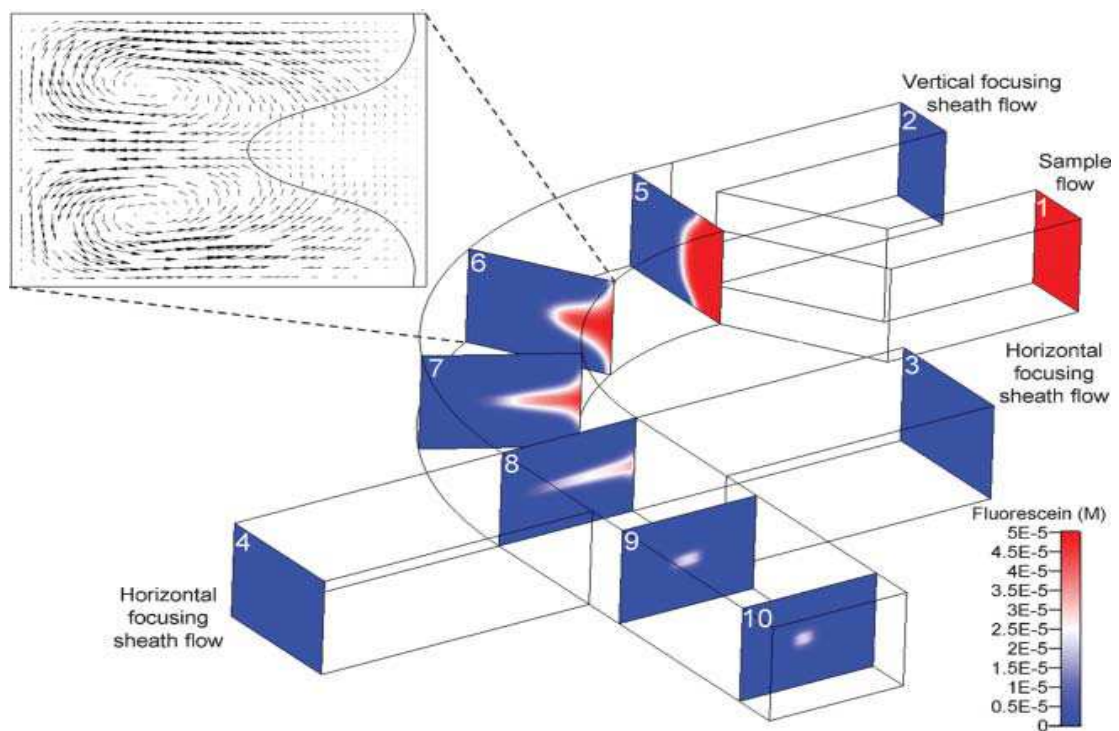 Vertical focusing
sheath flow
2
Sample
flow
1
5
6
Horizontal
focusing
sheath flow
3
7
8
4
Horizontal
focusing
sheath flow
9
10
Fluorescein (M)
5E-5
4.5E-5
4E-5
3.5E-5
3E-5
2.5E-5
2E-5
1.5E-5
1E-5
0.5E-5
0